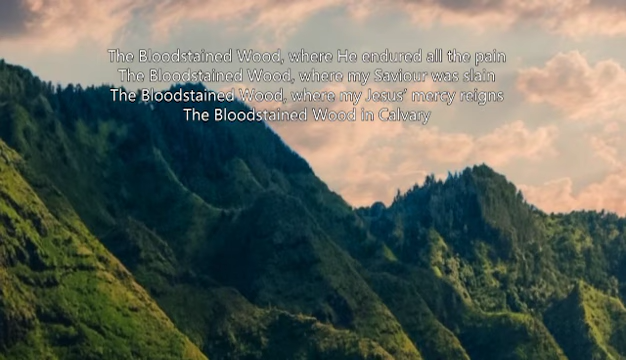 The Bloodstained Wood, where He endured all the pain
The Bloodstained Wood, where my Saviour was slain
The Bloodstained Wood, where my Jesus' mercy reigns
The Bloodstained Wood in Calvary